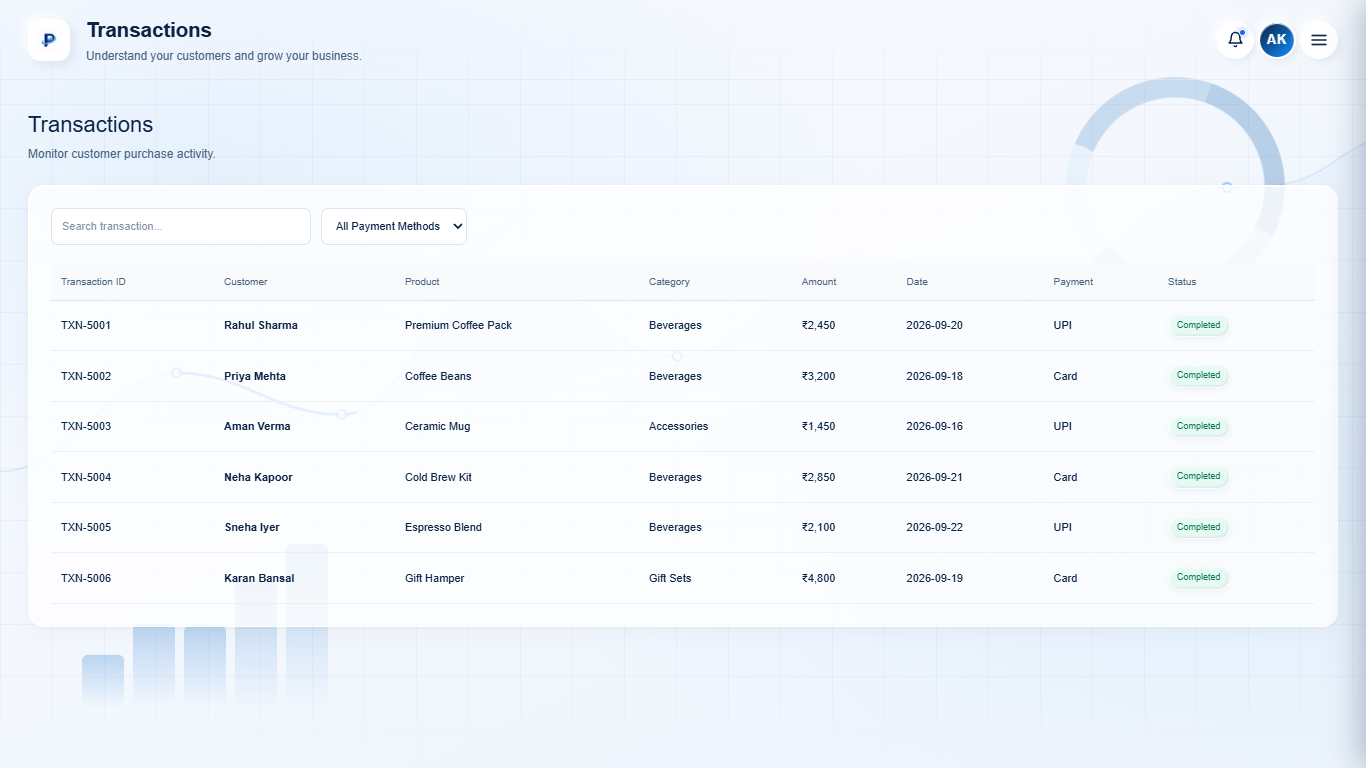 P
Transactions
Understand your customers and grow your business.
AK
Transactions
Monitor customer purchase activity.
Search transaction...
All Payment Methods
Transaction ID Customer Product Category Amount Date Payment Status
TXN-5001 Rahul Sharma Premium Coffee Pack Beverages ₹2,450 2026-09-20 UPI Completed
TXN-5002 Priya Mehta Coffee Beans Beverages ₹3,200 2026-09-18 Card Completed
TXN-5003 Aman Verma Ceramic Mug Accessories ₹1,450 2026-09-16 UPI Completed
TXN-5004 Neha Kapoor Cold Brew Kit Beverages ₹2,850 2026-09-21 Card Completed
TXN-5005 Sneha Iyer Espresso Blend Beverages ₹2,100 2026-09-22 UPI Completed
TXN-5006 Karan Bansal Gift Hamper Gift Sets ₹4,800 2026-09-19 Card Completed